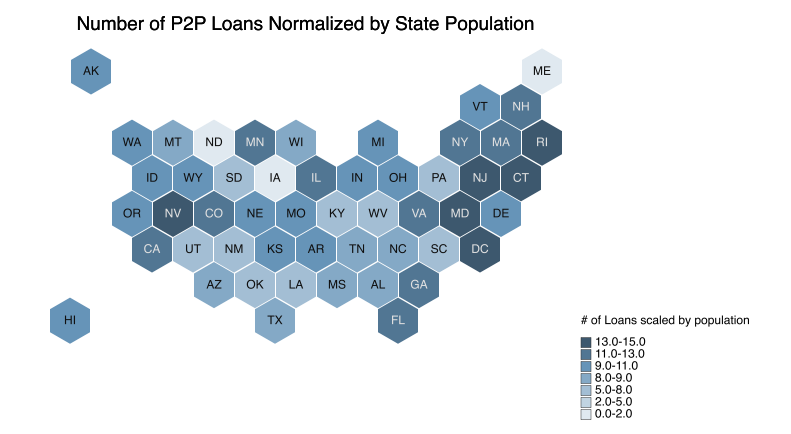 Number of P2P Loans Normalized by State Population
AK ME
VT NH
WA MT ND MN WI MI NY MA RI
ID WY SD IA IL IN OH PA NJ CT
OR NV CO NE MO KY WV VA MD DE
CA UT NM KS AR TN NC SC DC
AZ OK LA MS AL GA
HI TX FL
# of Loans scaled by population
13.0-15.0
11.0-13.0
9.0-11.0
8.0-9.0
5.0-8.0
2.0-5.0
0.0-2.0